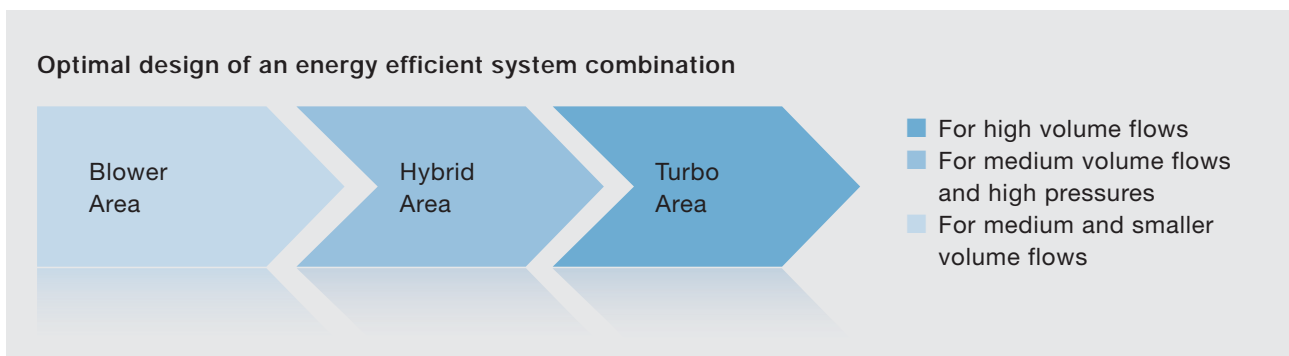 Optimal design of an energy efficient system combination
Blower
Area
Hybrid
Area
Turbo
Area
For high volume flows
For medium volume flows
and high pressures
For medium and smaller
volume flows